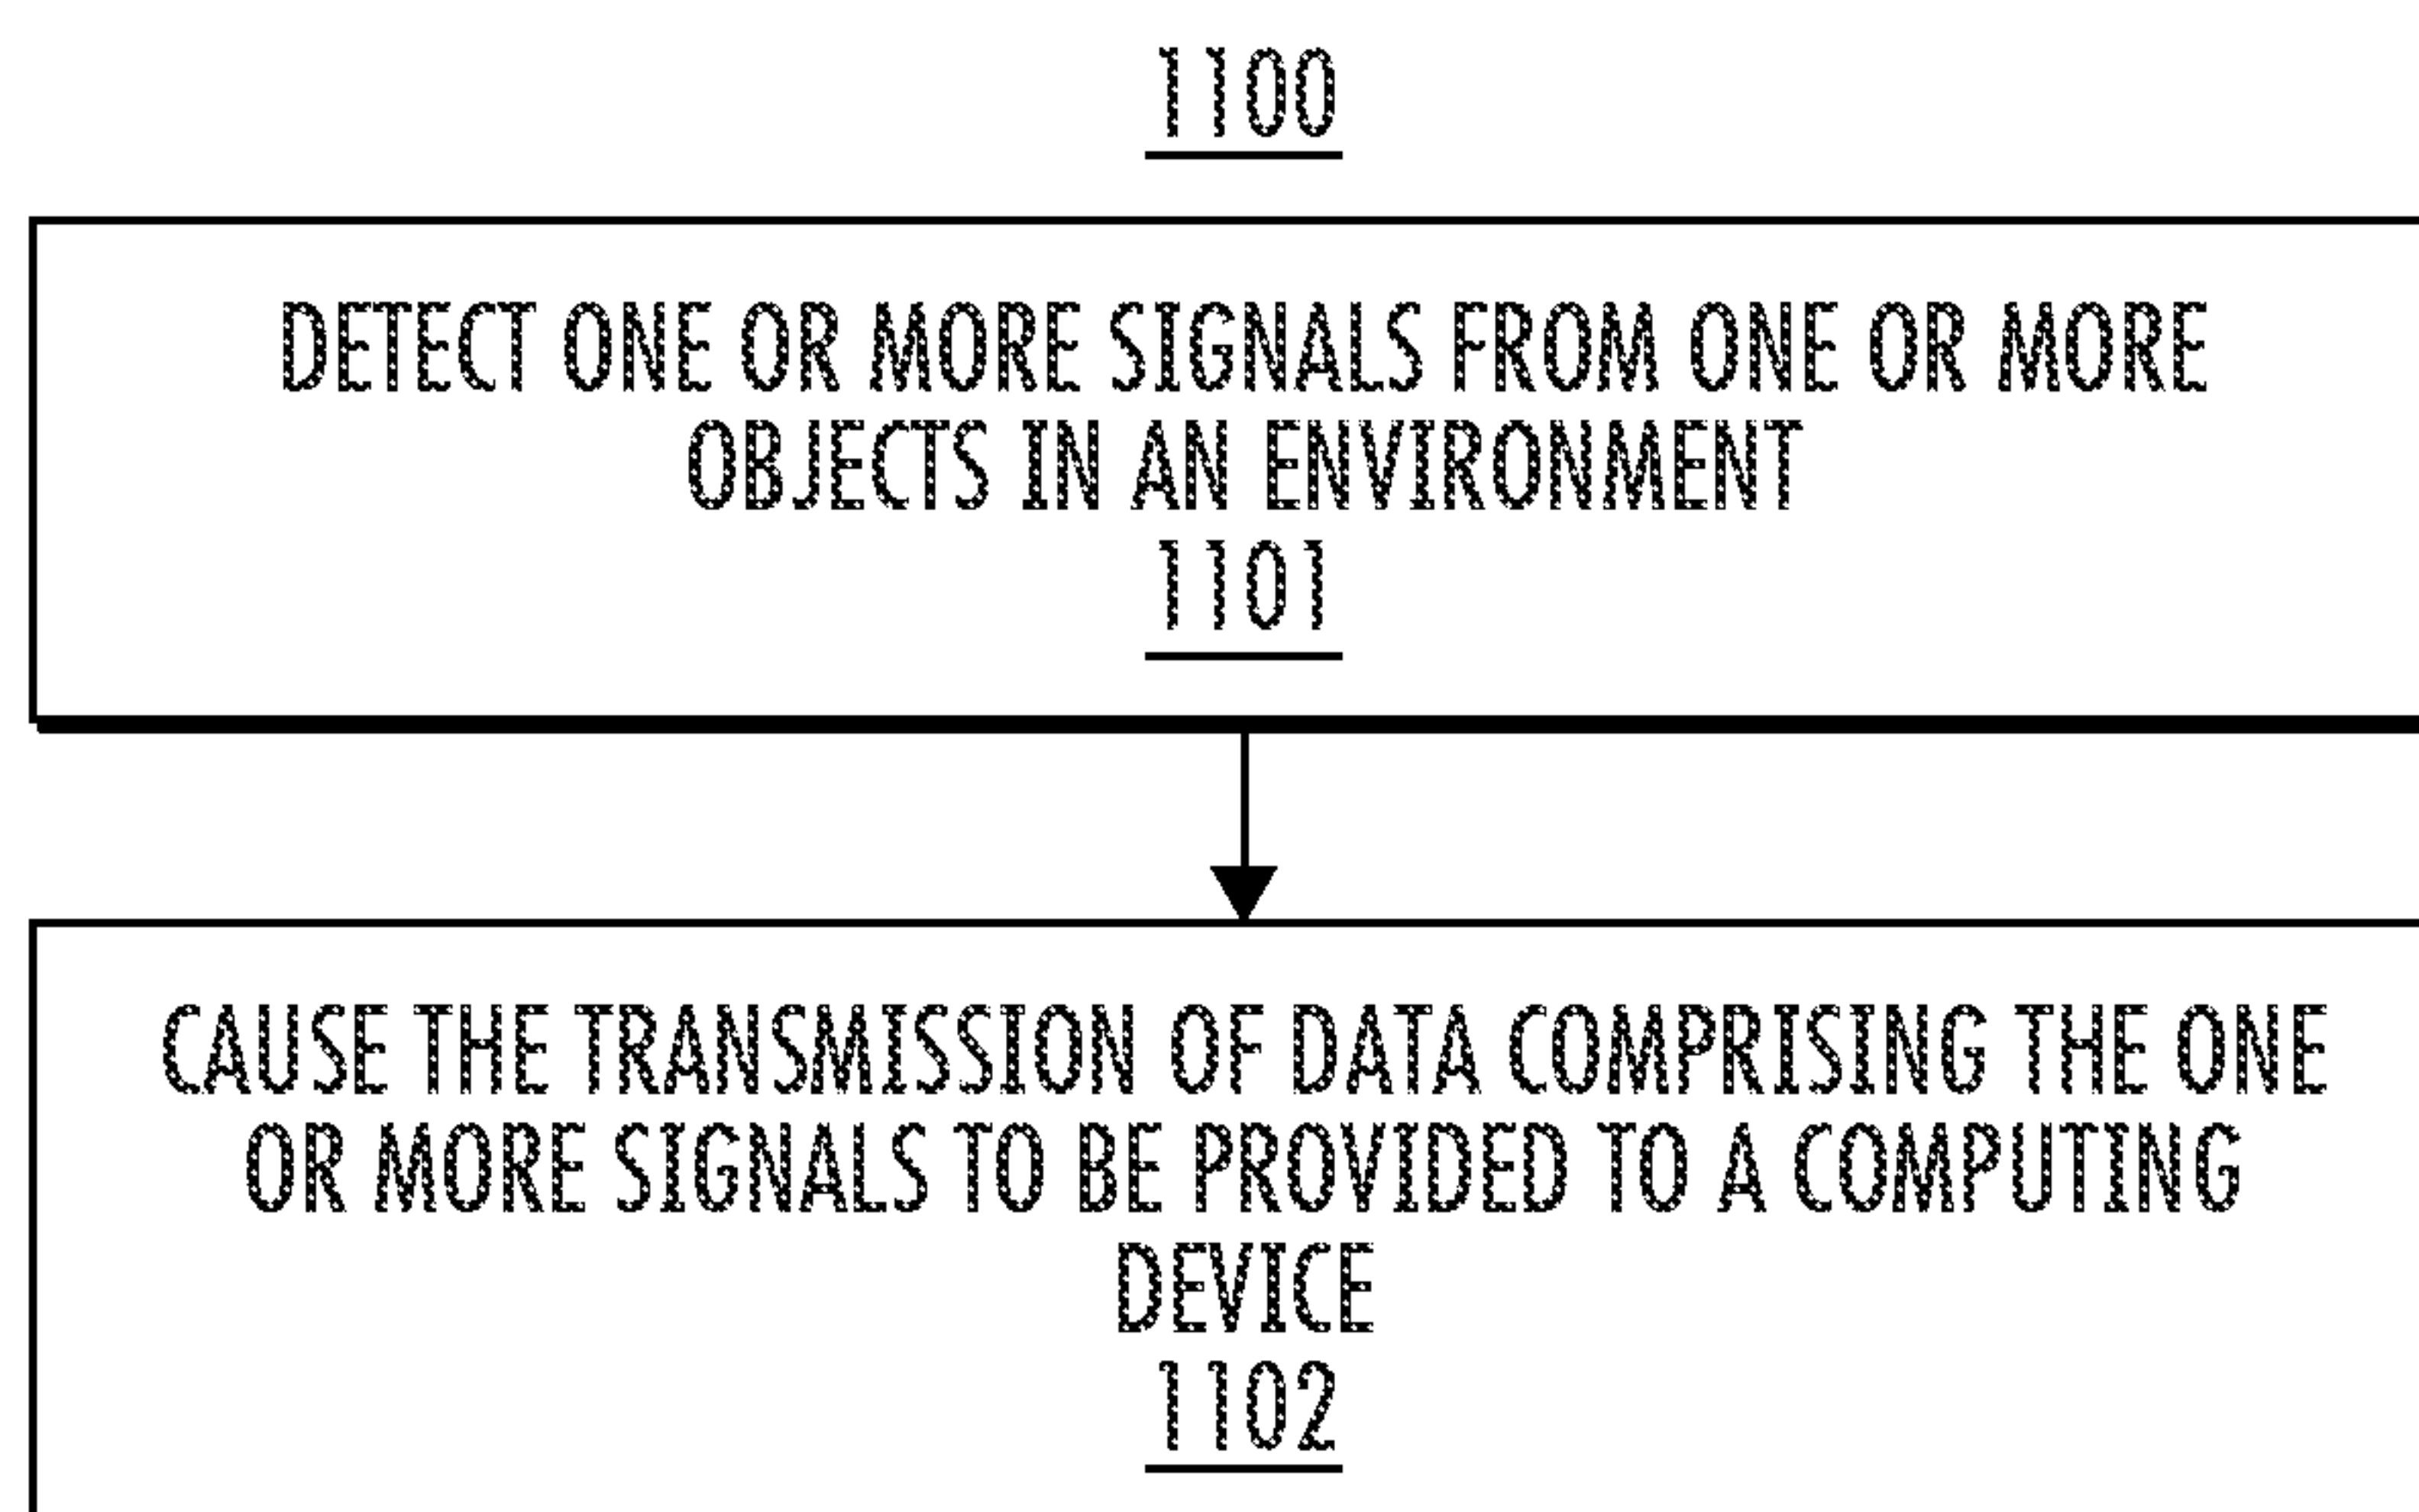 1100
DETECT ONE OR MORE SIGNALS FROM ONE OR MORE
OBJECTS IN AN ENVIRONMENT
1101
CAUSE THE TRANSMISSION OF DATA COMPRISING THE ONE
OR MORE SIGNALS TO BE PROVIDED TO A COMPUTING
DEVICE
1102